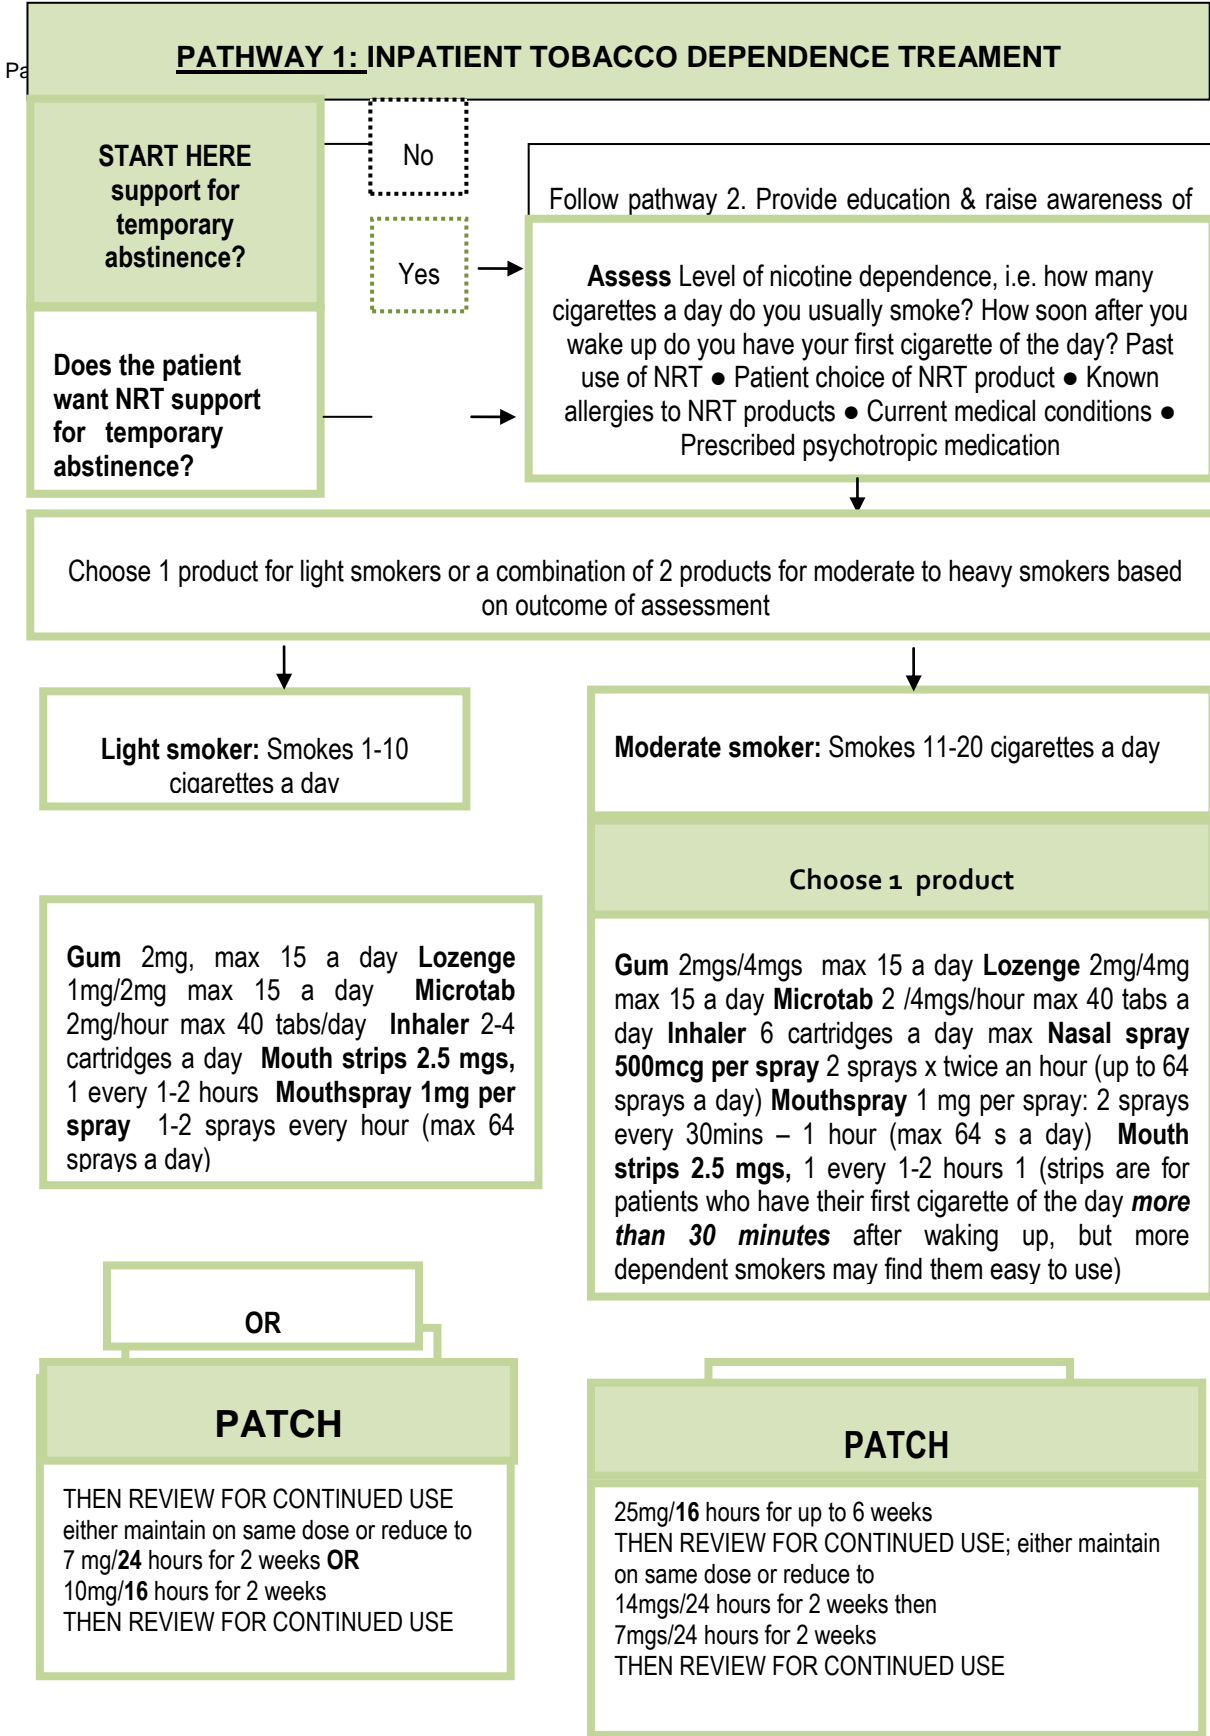 PATHWAY 1: INPATIENT TOBACCO DEPENDENCE TREAMENT
START HERE
support for
temporary
abstinence?
No
Follow pathway 2. Provide education & raise awareness of
Yes
Assess Level of nicotine dependence, i.e. how many
cigarettes a day do you usually smoke? How soon after you
wake up do you have your first cigarette of the day? Past
use of NRT ● Patient choice of NRT product ● Known
allergies to NRT products ● Current medical conditions ●
Prescribed psychotropic medication
Does the patient
want NRT support
for temporary
abstinence?
Choose 1 product for light smokers or a combination of 2 products for moderate to heavy smokers based
on outcome of assessment
Light smoker: Smokes 1-10
cigarettes a day
Gum 2mg, max 15 a day Lozenge
1mg/2mg max 15 a day Microtab
2mg/hour max 40 tabs/day Inhaler 2-4
cartridges a day Mouth strips 2.5 mgs,
1 every 1-2 hours Mouthspray 1mg per
spray 1-2 sprays every hour (max 64
sprays a day)
OR
PATCH
THEN REVIEW FOR CONTINUED USE
either maintain on same dose or reduce to
7 mg/24 hours for 2 weeks OR
10mg/16 hours for 2 weeks
THEN REVIEW FOR CONTINUED USE
Moderate smoker: Smokes 11-20 cigarettes a day
Choose 1 product
Gum 2mgs/4mgs max 15 a day Lozenge 2mg/4mg
max 15 a day Microtab 2 /4mgs/hour max 40 tabs a
day Inhaler 6 cartridges a day max Nasal spray
500mcg per spray 2 sprays x twice an hour (up to 64
sprays a day) Mouthspray 1 mg per spray: 2 sprays
every 30mins – 1 hour (max 64 s a day) Mouth
strips 2.5 mgs, 1 every 1-2 hours 1 (strips are for
patients who have their first cigarette of the day more
than 30 minutes after waking up, but more
dependent smokers may find them easy to use)
PATCH
25mg/16 hours for up to 6 weeks
THEN REVIEW FOR CONTINUED USE; either maintain
on same dose or reduce to
14mgs/24 hours for 2 weeks then
7mgs/24 hours for 2 weeks
THEN REVIEW FOR CONTINUED USE